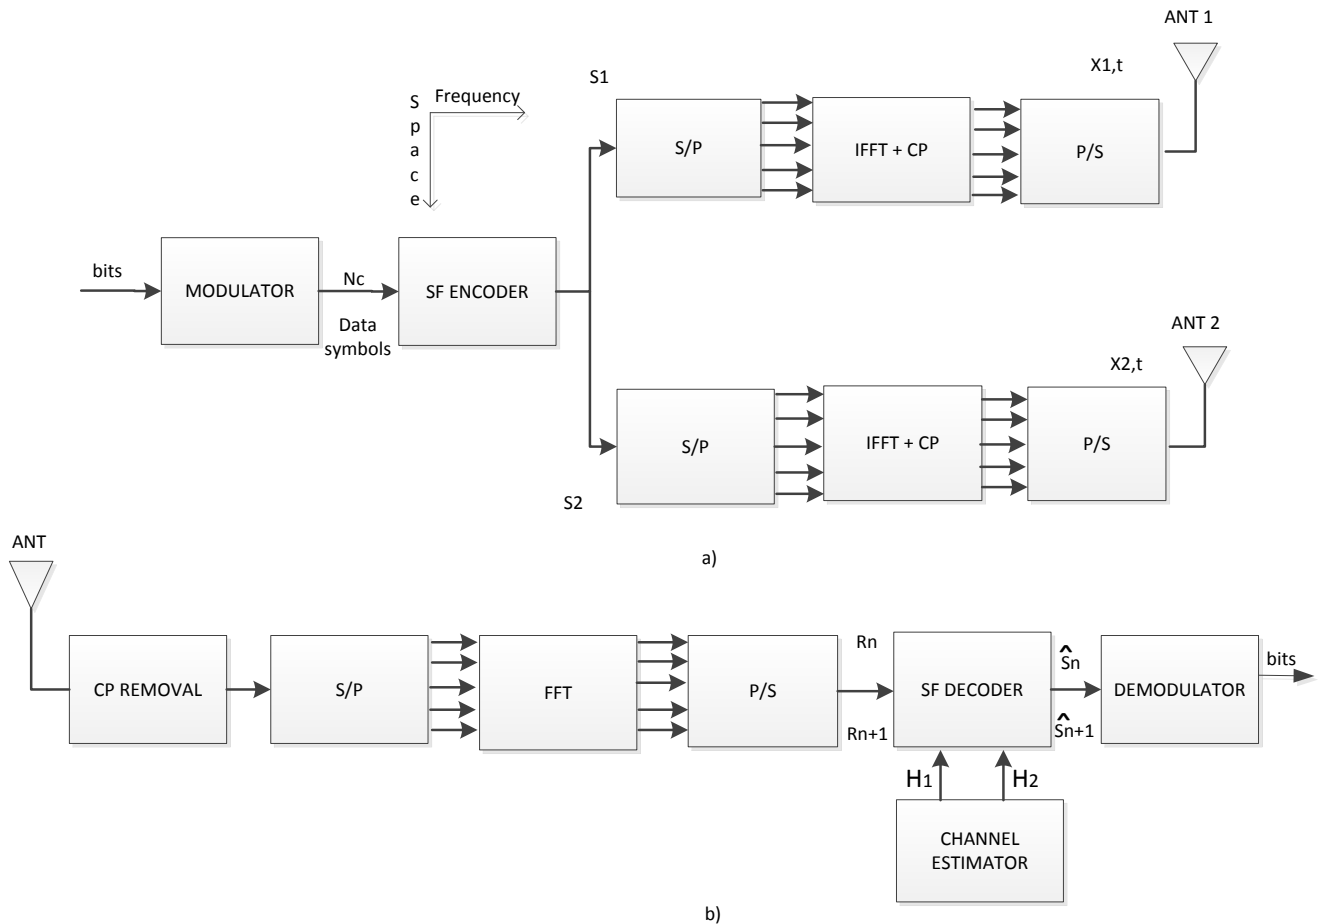 ANT 1
X1,t
S1
Space
Frequency
S/P
IFFT + CP
P/S
bits
MODULATOR
Nc
Data
symbols
SF ENCODER
ANT 2
X2,t
S/P
IFFT + CP
P/S
S2
a)
ANT
CP REMOVAL
S/P
FFT
P/S
Rn
Rn+1
SF DECODER
Ŝn
Ŝn+1
DEMODULATOR
bits
H1
H2
CHANNEL
ESTIMATOR
b)